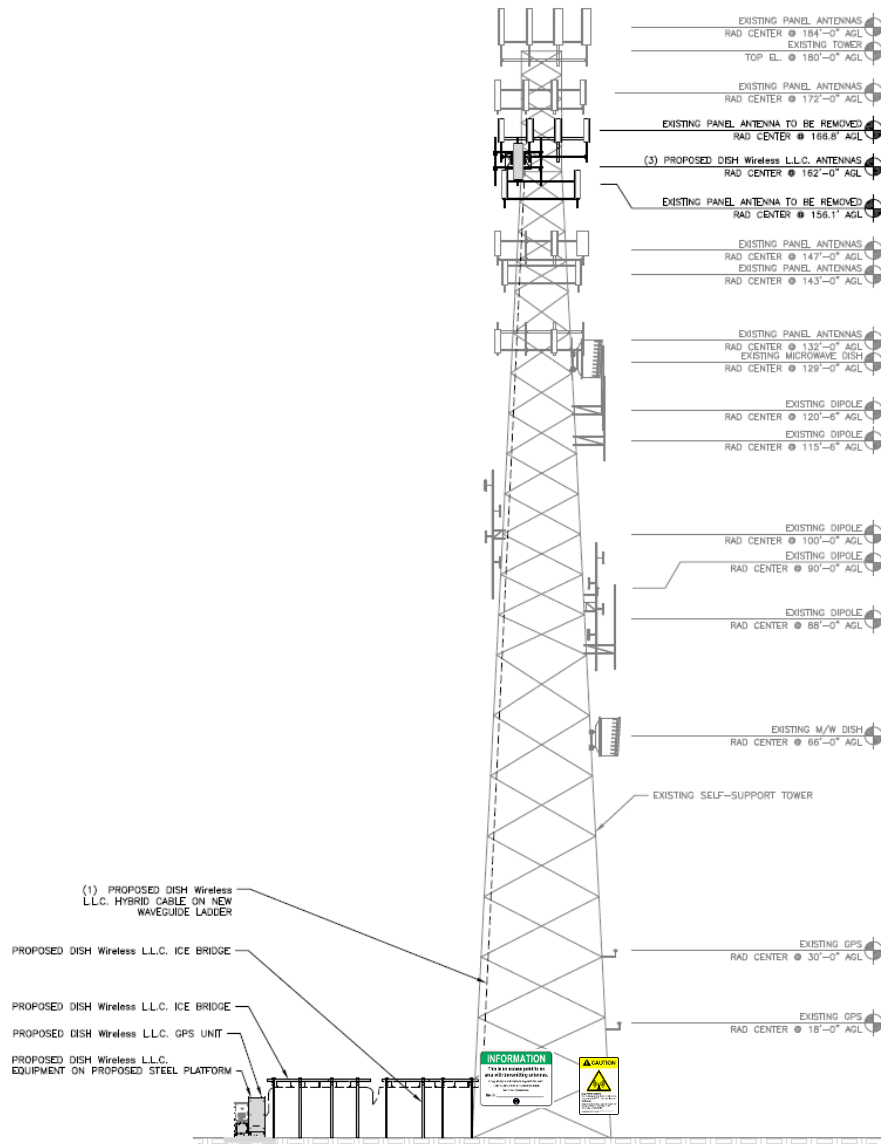 EXISTING PANEL ANTENNAS
RAD CENTER @ 184'-0" AGL
EXISTING TOWER
TOP EL. @ 180'-0" AGL
EXISTING PANEL ANTENNAS
RAD CENTER @ 172'-0" AGL
EXISTING PANEL ANTENNA TO BE REMOVED
RAD CENTER @ 166.8' AGL
(3) PROPOSED DISH Wireless L.L.C. ANTENNAS
RAD CENTER @ 162'-0" AGL
EXISTING PANEL ANTENNA TO BE REMOVED
RAD CENTER @ 156.1' AGL
EXISTING PANEL ANTENNAS
RAD CENTER @ 147'-0" AGL
EXISTING PANEL ANTENNAS
RAD CENTER @ 143'-0" AGL
EXISTING PANEL ANTENNAS
RAD CENTER @ 132'-0" AGL
EXISTING MICROWAVE DISH
RAD CENTER @ 129'-0" AGL
EXISTING DIPOLE
RAD CENTER @ 120'-6" AGL
EXISTING DIPOLE
RAD CENTER @ 115'-6" AGL
EXISTING DIPOLE
RAD CENTER @ 100'-0" AGL
EXISTING DIPOLE
RAD CENTER @ 90'-0" AGL
EXISTING DIPOLE
RAD CENTER @ 88'-0" AGL
EXISTING M/W DISH
RAD CENTER @ 66'-0" AGL
EXISTING SELF-SUPPORT TOWER
(1) PROPOSED DISH Wireless
L.L.C. HYBRID CABLE ON NEW
WAVEGUIDE LADDER
PROPOSED DISH Wireless L.L.C. ICE BRIDGE
EXISTING GPS
RAD CENTER @ 30'-0" AGL
PROPOSED DISH Wireless L.L.C. ICE BRIDGE
EXISTING GPS
RAD CENTER @ 18'-0" AGL
PROPOSED DISH Wireless L.L.C. GPS UNIT
PROPOSED DISH Wireless L.L.C.
EQUIPMENT ON PROPOSED STEEL PLATFORM
INFORMATION
This is an access point to an
area with transmitting antennas.
CAUTION